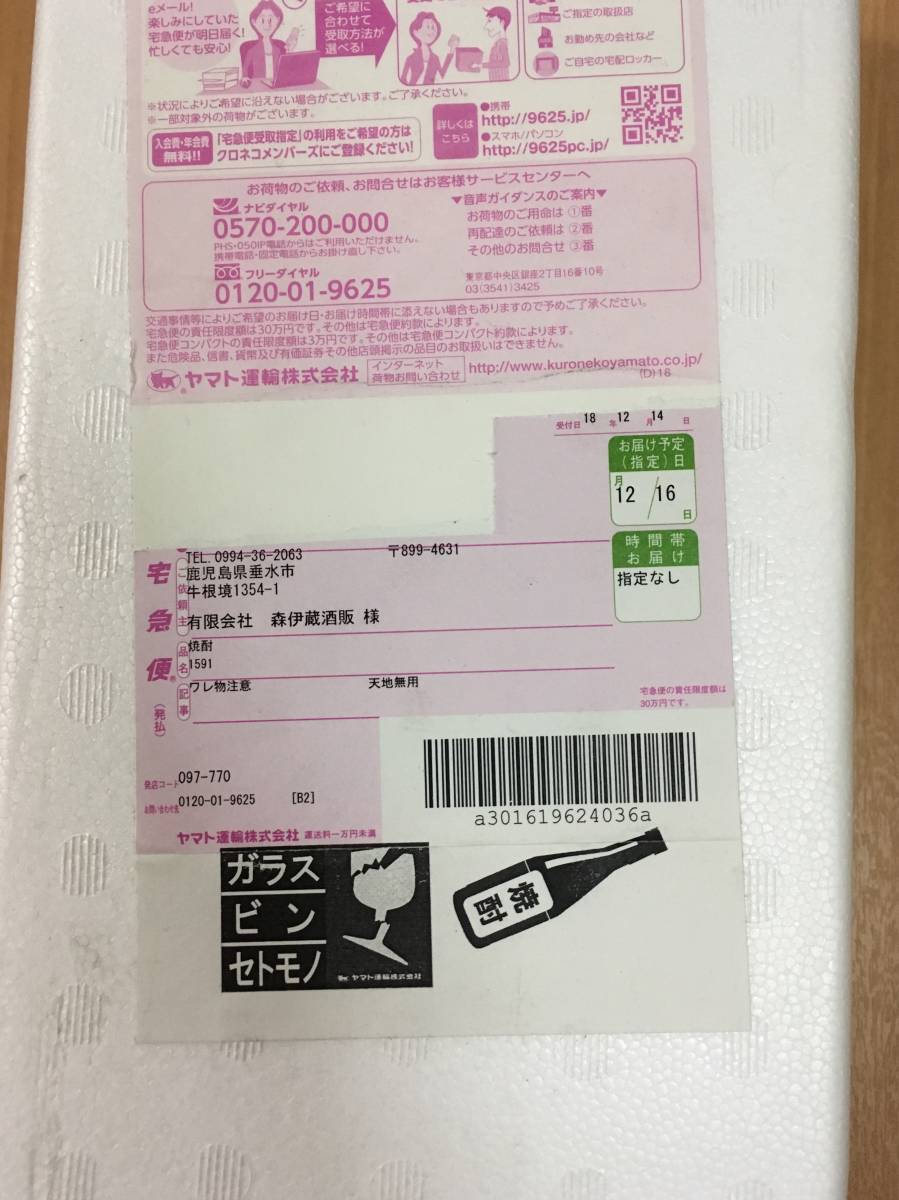 eメール!
楽しみにしていた
宅急便が明日届く!
忙しくても安心!
ご希望に
合わせて
受取方法が
選べる!
ご指定の取扱店
お勤め先の会社など
ご自宅の宅配ロッカー
※状況によりご希望に沿えない場合がございます。ご了承ください。
※一部対象外の荷物がございます。
入会費・年会費
無料!!
「宅急便受取指定」の利用をご希望の方は
クロネコメンバーズにご登録ください!
詳しくは
こちら
●携帯
http://9625.jp/
●スマホ/パソコン
http://9625pc.jp/
お荷物のご依頼、お問合せはお客様サービスセンターへ
ナビダイヤル
0570-200-000
PHS・050IP電話からはご利用いただけません。
携帯電話・固定電話からお掛け直し下さい。
フリーダイヤル
0120-01-9625
▼音声ガイダンスのご案内▼
お荷物のご用命は①番
再配達のご依頼は②番
その他のお問合せ③番
東京都中央区銀座2丁目16番10号
03(3541)3425
交通事情等によりご希望のお届け日・お届け時間帯に添えない場合もありますので予めご了承ください。
宅急便の責任限度額は30万円です。その他は宅急便約款によります。
宅急便コンパクトの責任限度額は3万円です。その他は宅急便コンパクト約款によります。
また危険品、信書、貨幣及び有価証券その他店頭掲示の品目のお取扱いはできません。
ヤマト運輸株式会社
インターネット
荷物お問い合わせ
http://www.kuronekoyamato.co.jp/
(D)18
受付日 18 年 12 月 14 日
お届け予定
(指定)日
月
12/16
日
時間帯
お届け
指定なし
宅急便®
(発払)
ご依頼主
TEL 0994-36-2063 〒899-4631
鹿児島県垂水市
牛根境1354-1
有限会社 森伊蔵酒販 様
品名
焼酎
1591
記事
ワレ物注意 天地無用
宅急便の責任限度額は
30万円です。
発店コード 097-770
お問い合わせ先 0120-01-9625 [B2]
ヤマト運輸株式会社 運送料一万円未満
a301619624036a
ガラス
ビン
セトモノ
ヤマト運輸株式会社
焼酎